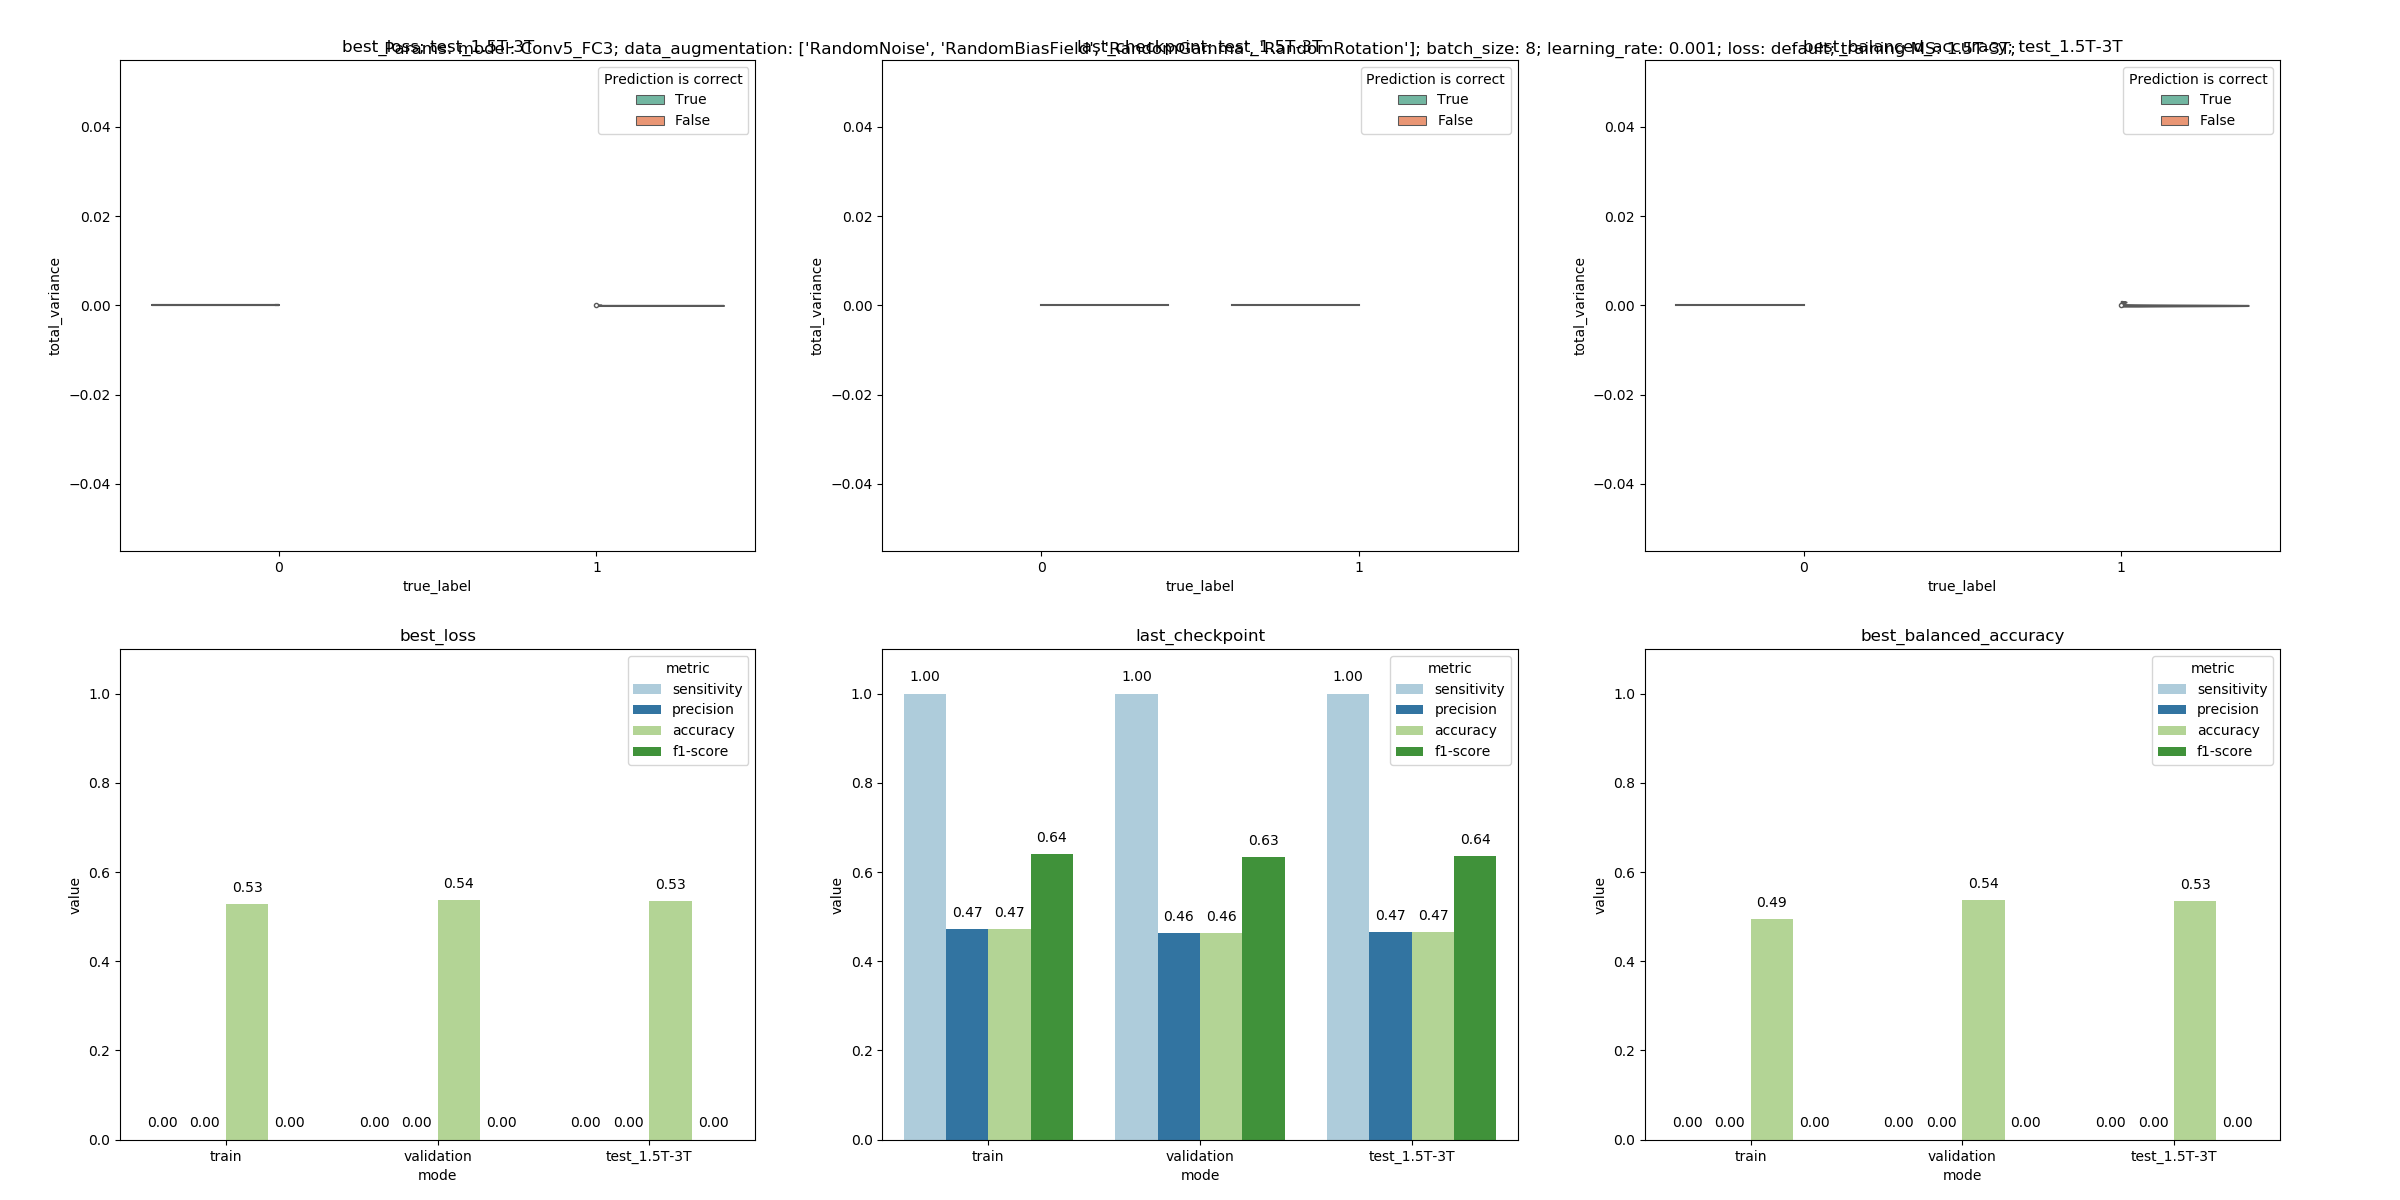 Params: model: Conv5_FC3; data_augmentation: ['RandomNoise', 'RandomBiasField', 'RandomGamma', 'RandomRotation']; batch_size: 8; learning_rate: 0.001; loss: default; training MS: 1.5T-3T;
best_loss; test_1.5T-3T
Prediction is correct
True
False
0.04
0.02
0.00
−0.02
−0.04
total_variance
0
1
true_label
last_checkpoint; test_1.5T-3T
Prediction is correct
True
False
0.04
0.02
0.00
−0.02
−0.04
total_variance
0
1
true_label
best_balanced_accuracy; test_1.5T-3T
Prediction is correct
True
False
0.04
0.02
0.00
−0.02
−0.04
total_variance
0
1
true_label
best_loss
metric
sensitivity
precision
accuracy
f1-score
1.0
0.8
0.6
0.4
0.2
0.0
value
0.00 0.00 0.53 0.00
0.00 0.00 0.54 0.00
0.00 0.00 0.53 0.00
train
validation
test_1.5T-3T
mode
last_checkpoint
metric
sensitivity
precision
accuracy
f1-score
1.0
0.8
0.6
0.4
0.2
0.0
value
1.00 0.47 0.47 0.64
1.00 0.46 0.46 0.63
1.00 0.47 0.47 0.64
train
validation
test_1.5T-3T
mode
best_balanced_accuracy
metric
sensitivity
precision
accuracy
f1-score
1.0
0.8
0.6
0.4
0.2
0.0
value
0.00 0.00 0.49 0.00
0.00 0.00 0.54 0.00
0.00 0.00 0.53 0.00
train
validation
test_1.5T-3T
mode